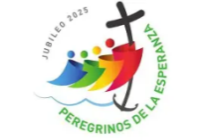 JUBILEO 2025
PEREGRINOS DE LA ESPERANZA